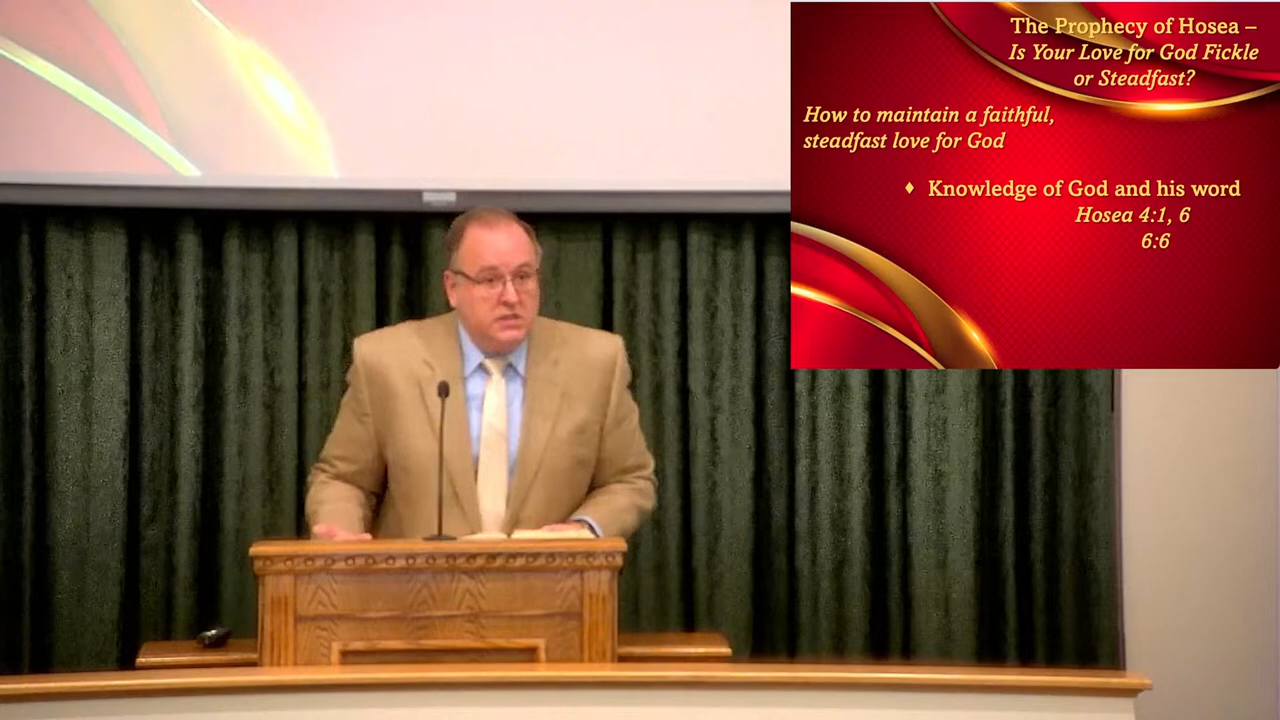 The Prophecy of Hosea –
Is Your Love for God Fickle
or Steadfast?
How to maintain a faithful,
steadfast love for God
♦ Knowledge of God and his word
Hosea 4:1, 6
6:6